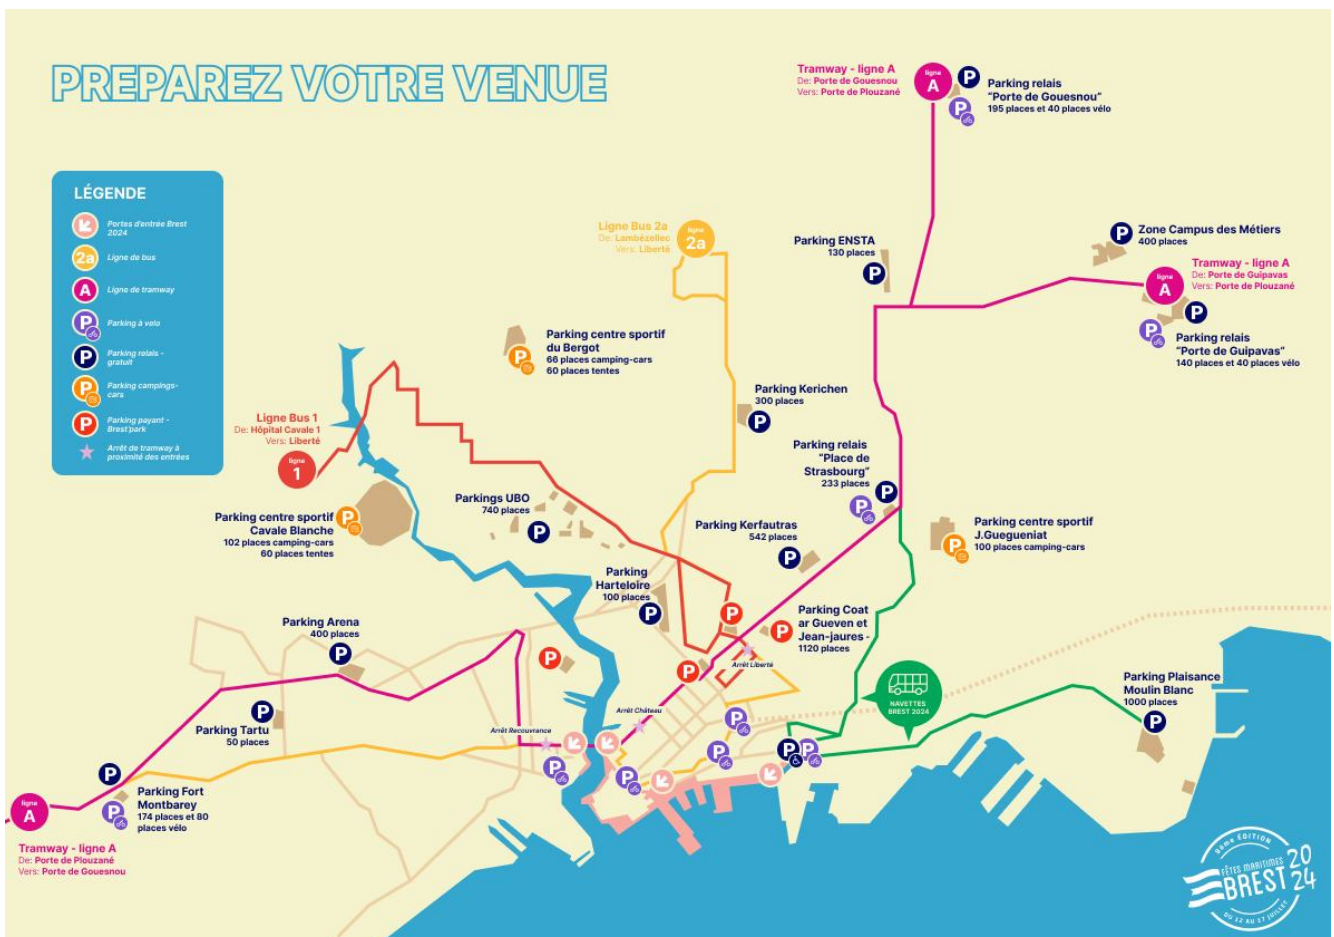 PREPAREZ VOTRE VENUE
LÉGENDE
Portes d'entrée Brest
2024
2a
Ligne de bus
A
Ligne de tramway
P
Parking à velo
P
Parking relais -
gratuit
P
Parking campings-
cars
P
Parking payant -
Brest'park
Arrêt de tramway à
proximité des entrées
Tramway - ligne A
De: Porte de Gouesnou
Vers: Porte de Plouzané
ligne
A
P
P
Parking relais
"Porte de Gouesnou"
195 places et 40 places vélo
Ligne Bus 2a
De: Lambézellec
Vers: Liberté
ligne
2a
Parking ENSTA
130 places
P
P
Zone Campus des Métiers
400 places
Tramway - ligne A
De: Porte de Guipavas
Vers: Porte de Plouzané
ligne
A
P
P
Parking relais
"Porte de Guipavas"
140 places et 40 places vélo
Parking centre sportif
du Bergot
66 places camping-cars
60 places tentes
P
Parking Kerichen
300 places
P
Ligne Bus 1
De: Hôpital Cavale 1
Vers: Liberté
ligne
1
Parking relais
"Place de
Strasbourg"
233 places
P
P
Parkings UBO
740 places
P
Parking centre sportif
Cavale Blanche
102 places camping-cars
60 places tentes
P
Parking Kerfautras
542 places
P
Parking centre sportif
J.Guegueniat
100 places camping-cars
P
Parking
Harteloire
100 places
P
P
P
Parking Coat
ar Gueven et
Jean-jaures -
1120 places
Parking Arena
400 places
P
P
P
Arrêt Liberté
NAVETTES
BREST 2024
Parking Plaisance
Moulin Blanc
1000 places
P
Parking Tartu
50 places
P
Arrêt Château
Arrêt Recouvrance
P
P
P
P
P
P
P
Parking Fort
Montbarey
174 places et 80
places vélo
P
P
ligne
A
Tramway - ligne A
De: Porte de Plouzané
Vers: Porte de Gouesnou
8ème ÉDITION
FÊTES MARITIMES
BREST
20
24
DU 12 AU 17 JUILLET